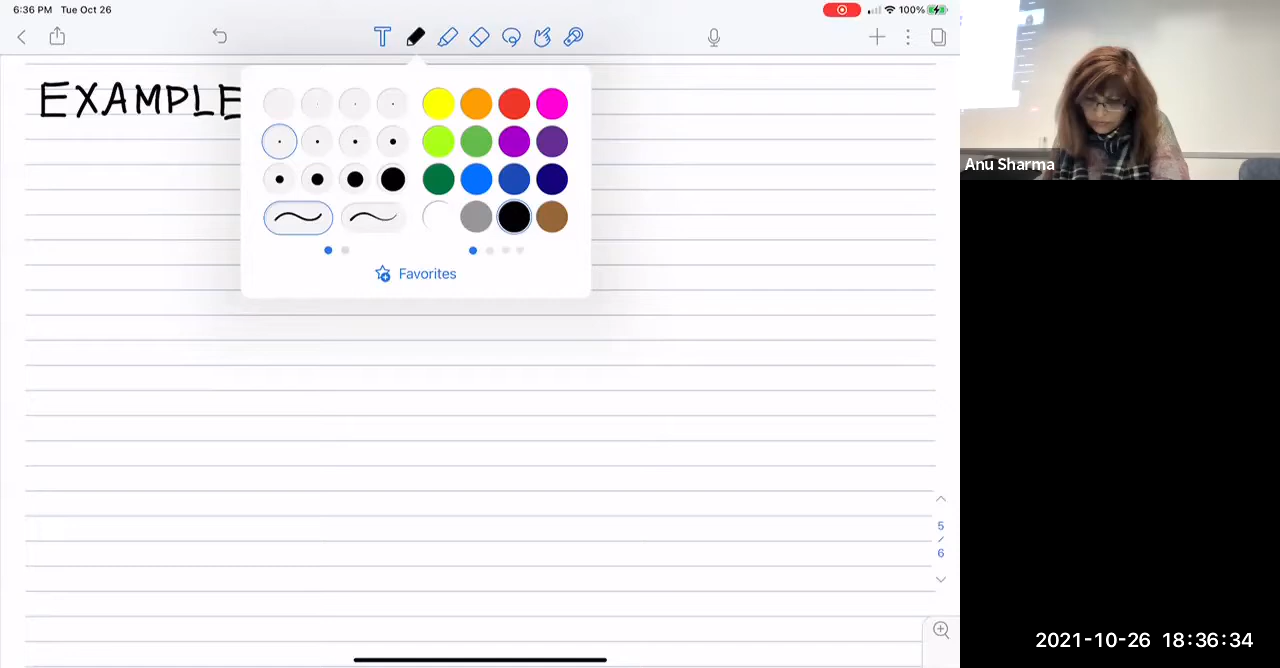 6:36 PM Tue Oct 26
100%
T
EXAMPLE
Favorites
5
6
Anu Sharma
2021-10-26 18:36:34